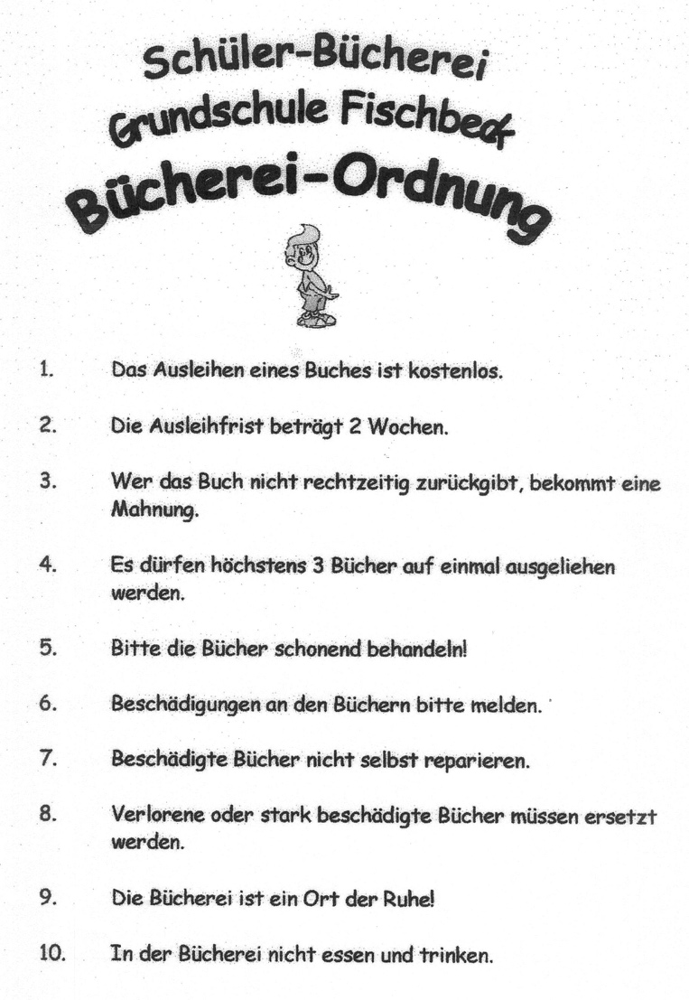 Schüler-Bücherei
Grundschule Fischbeck
Bücherei-Ordnung
1. Das Ausleihen eines Buches ist kostenlos.
2. Die Ausleihfrist beträgt 2 Wochen.
3. Wer das Buch nicht rechtzeitig zurückgibt, bekommt eine
Mahnung.
4. Es dürfen höchstens 3 Bücher auf einmal ausgeliehen
werden.
5. Bitte die Bücher schonend behandeln!
6. Beschädigungen an den Büchern bitte melden.
7. Beschädigte Bücher nicht selbst reparieren.
8. Verlorene oder stark beschädigte Bücher müssen ersetzt
werden.
9. Die Bücherei ist ein Ort der Ruhe!
10. In der Bücherei nicht essen und trinken.